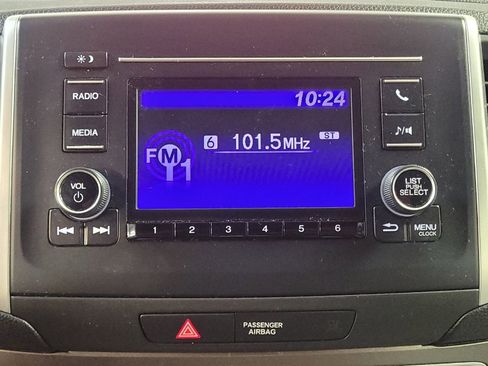 10:24
RADIO
MEDIA
6 101.5MHz ST
FM1
VOL
LIST
PUSH
SELECT
1 2 3 4 5 6
MENU
CLOCK
PASSENGER
AIRBAG